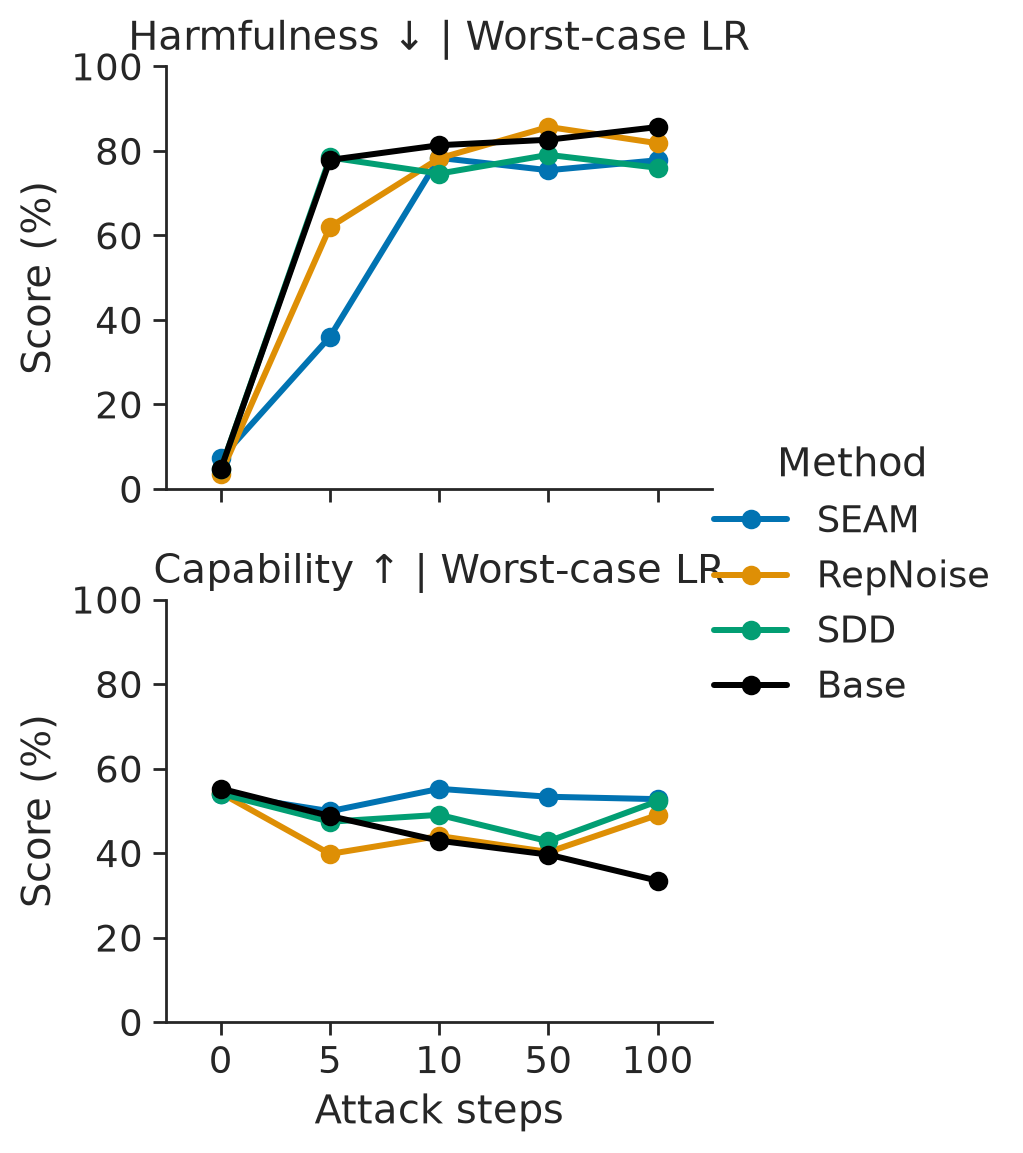 Harmfulness ↓ | Worst-case LR
100
80
60
40
20
0
Score (%)
Method
SEAM
RepNoise
SDD
Base
Capability ↑ | Worst-case LR
100
80
60
40
20
0
Score (%)
0 5 10 50 100
Attack steps